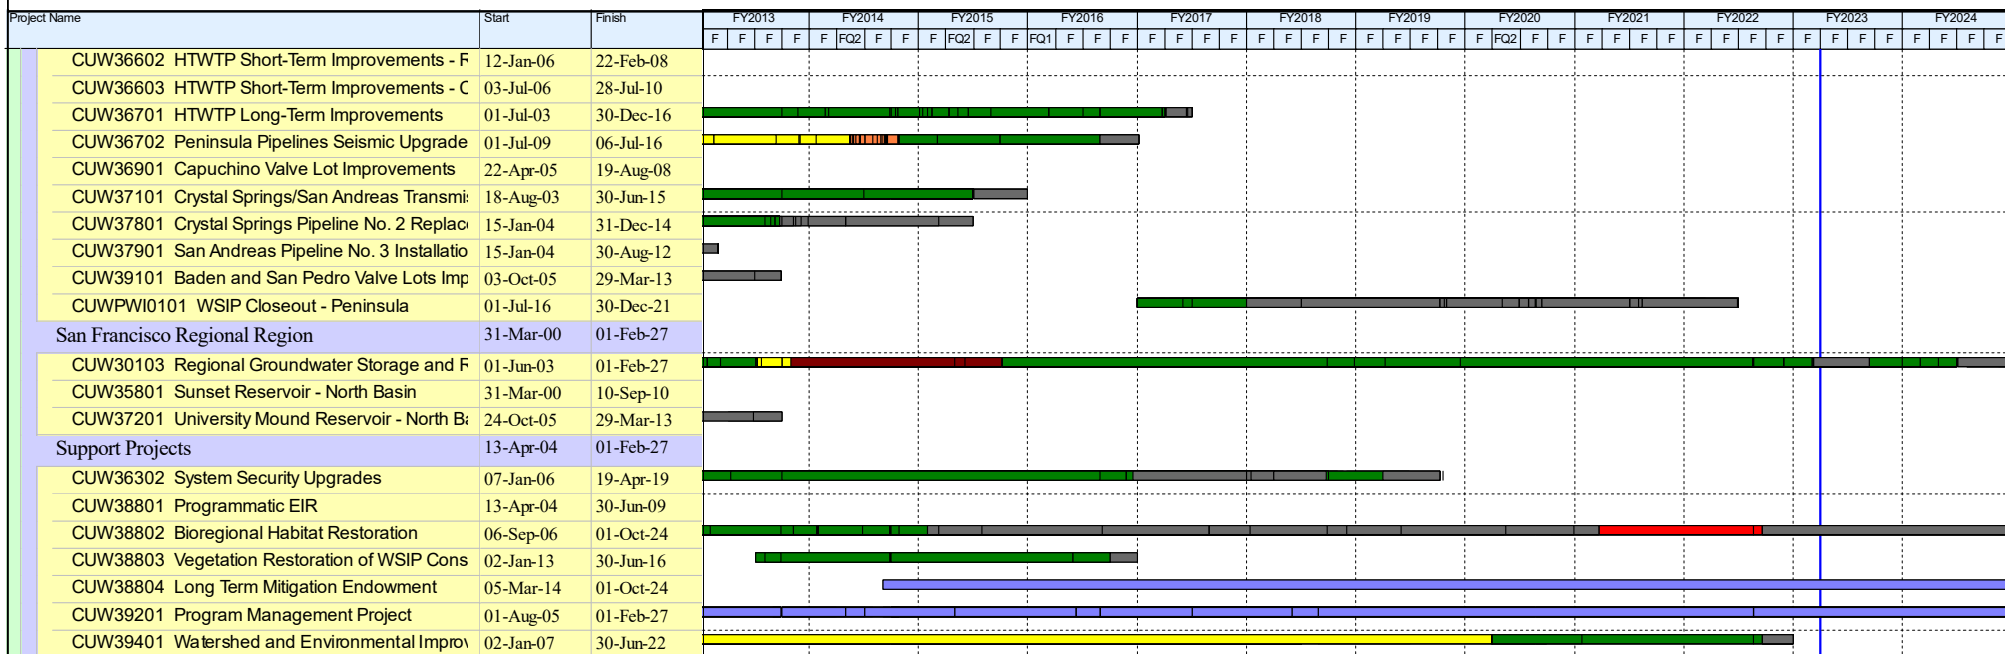 Project Name Start Finish FY2013 FY2014 FY2015 FY2016 FY2017 FY2018 FY2019 FY2020 FY2021 FY2022 FY2023 FY2024
F F F F F FQ2 F F F FQ2 F F FQ1 F F F F F F F F F F F F F F F F FQ2 F F F F F F F F F F F F F F F F F F
CUW36602 HTWTP Short-Term Improvements - R 12-Jan-06 22-Feb-08
CUW36603 HTWTP Short-Term Improvements - C 03-Jul-06 28-Jul-10
CUW36701 HTWTP Long-Term Improvements 01-Jul-03 30-Dec-16
CUW36702 Peninsula Pipelines Seismic Upgrade 01-Jul-09 06-Jul-16
CUW36901 Capuchino Valve Lot Improvements 22-Apr-05 19-Aug-08
CUW37101 Crystal Springs/San Andreas Transmis 18-Aug-03 30-Jun-15
CUW37801 Crystal Springs Pipeline No. 2 Replac 15-Jan-04 31-Dec-14
CUW37901 San Andreas Pipeline No. 3 Installatio 15-Jan-04 30-Aug-12
CUW39101 Baden and San Pedro Valve Lots Imp 03-Oct-05 29-Mar-13
CUWPWI0101 WSIP Closeout - Peninsula 01-Jul-16 30-Dec-21
San Francisco Regional Region 31-Mar-00 01-Feb-27
CUW30103 Regional Groundwater Storage and R 01-Jun-03 01-Feb-27
CUW35801 Sunset Reservoir - North Basin 31-Mar-00 10-Sep-10
CUW37201 University Mound Reservoir - North Ba 24-Oct-05 29-Mar-13
Support Projects 13-Apr-04 01-Feb-27
CUW36302 System Security Upgrades 07-Jan-06 19-Apr-19
CUW38801 Programmatic EIR 13-Apr-04 30-Jun-09
CUW38802 Bioregional Habitat Restoration 06-Sep-06 01-Oct-24
CUW38803 Vegetation Restoration of WSIP Cons 02-Jan-13 30-Jun-16
CUW38804 Long Term Mitigation Endowment 05-Mar-14 01-Oct-24
CUW39201 Program Management Project 01-Aug-05 01-Feb-27
CUW39401 Watershed and Environmental Improv 02-Jan-07 30-Jun-22